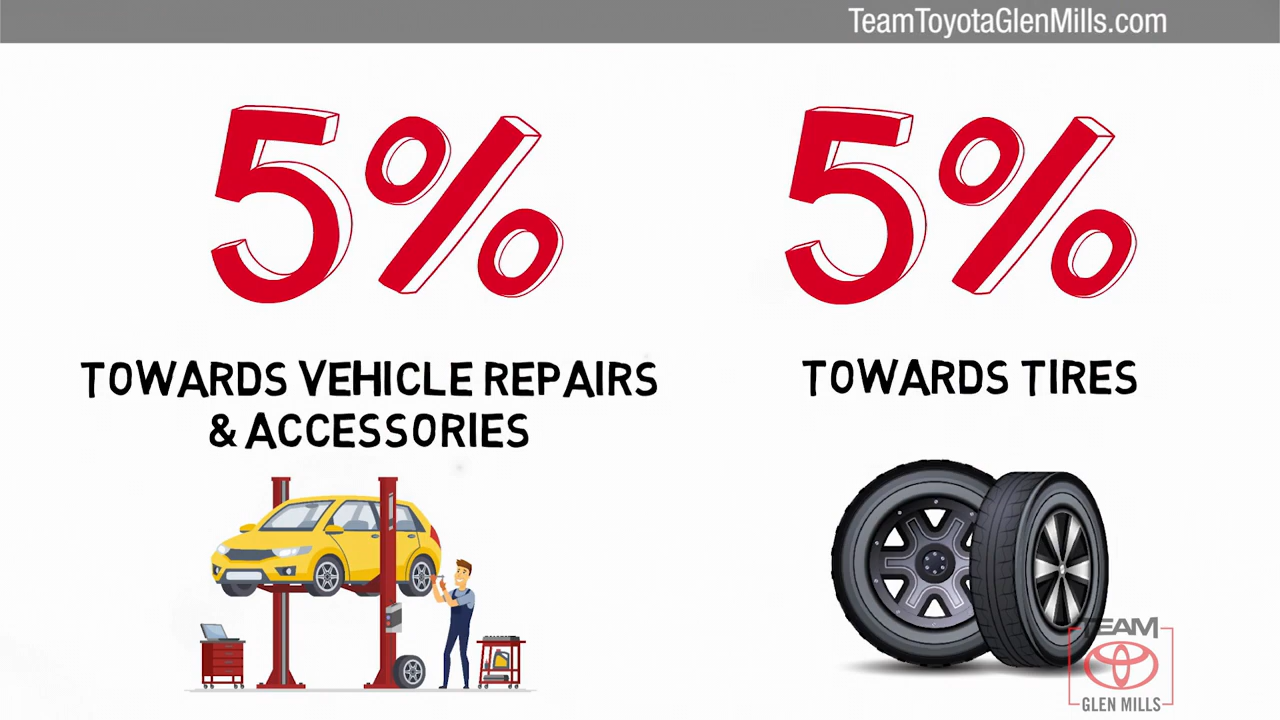 TeamToyotaGlenMills.com
5%
5%
TOWARDS VEHICLE REPAIRS
& ACCESSORIES
TOWARDS TIRES
TEAM
GLEN MILLS